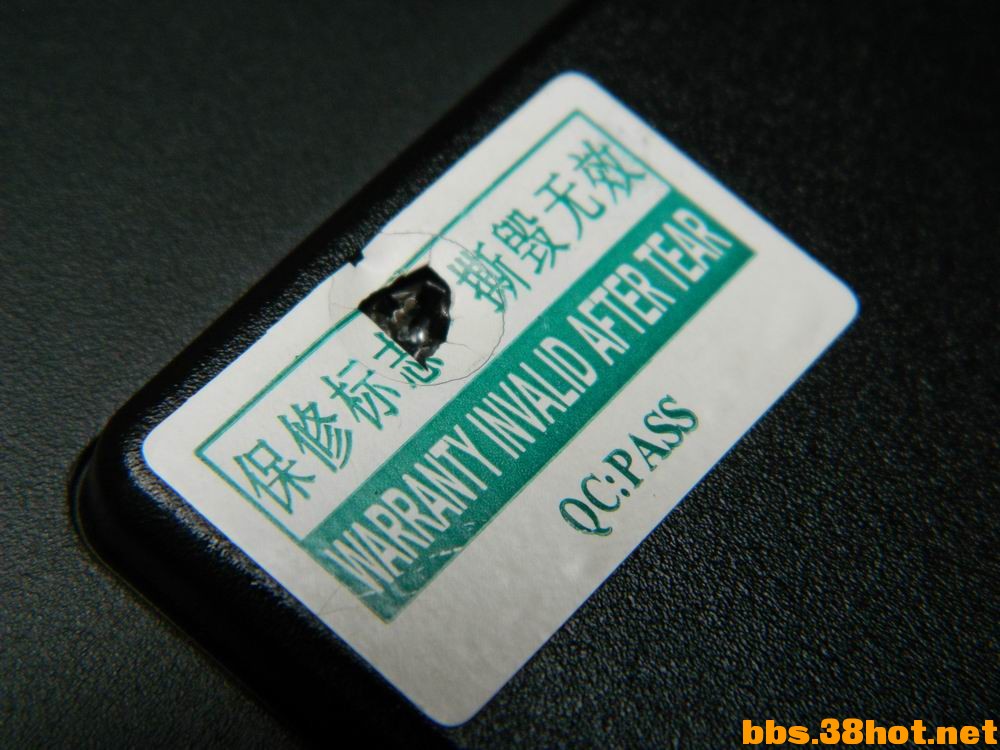 保修标志 撕毁无效
WARRANTY INVALID AFTER TEAR
QC:PASS
bbs.38hot.net